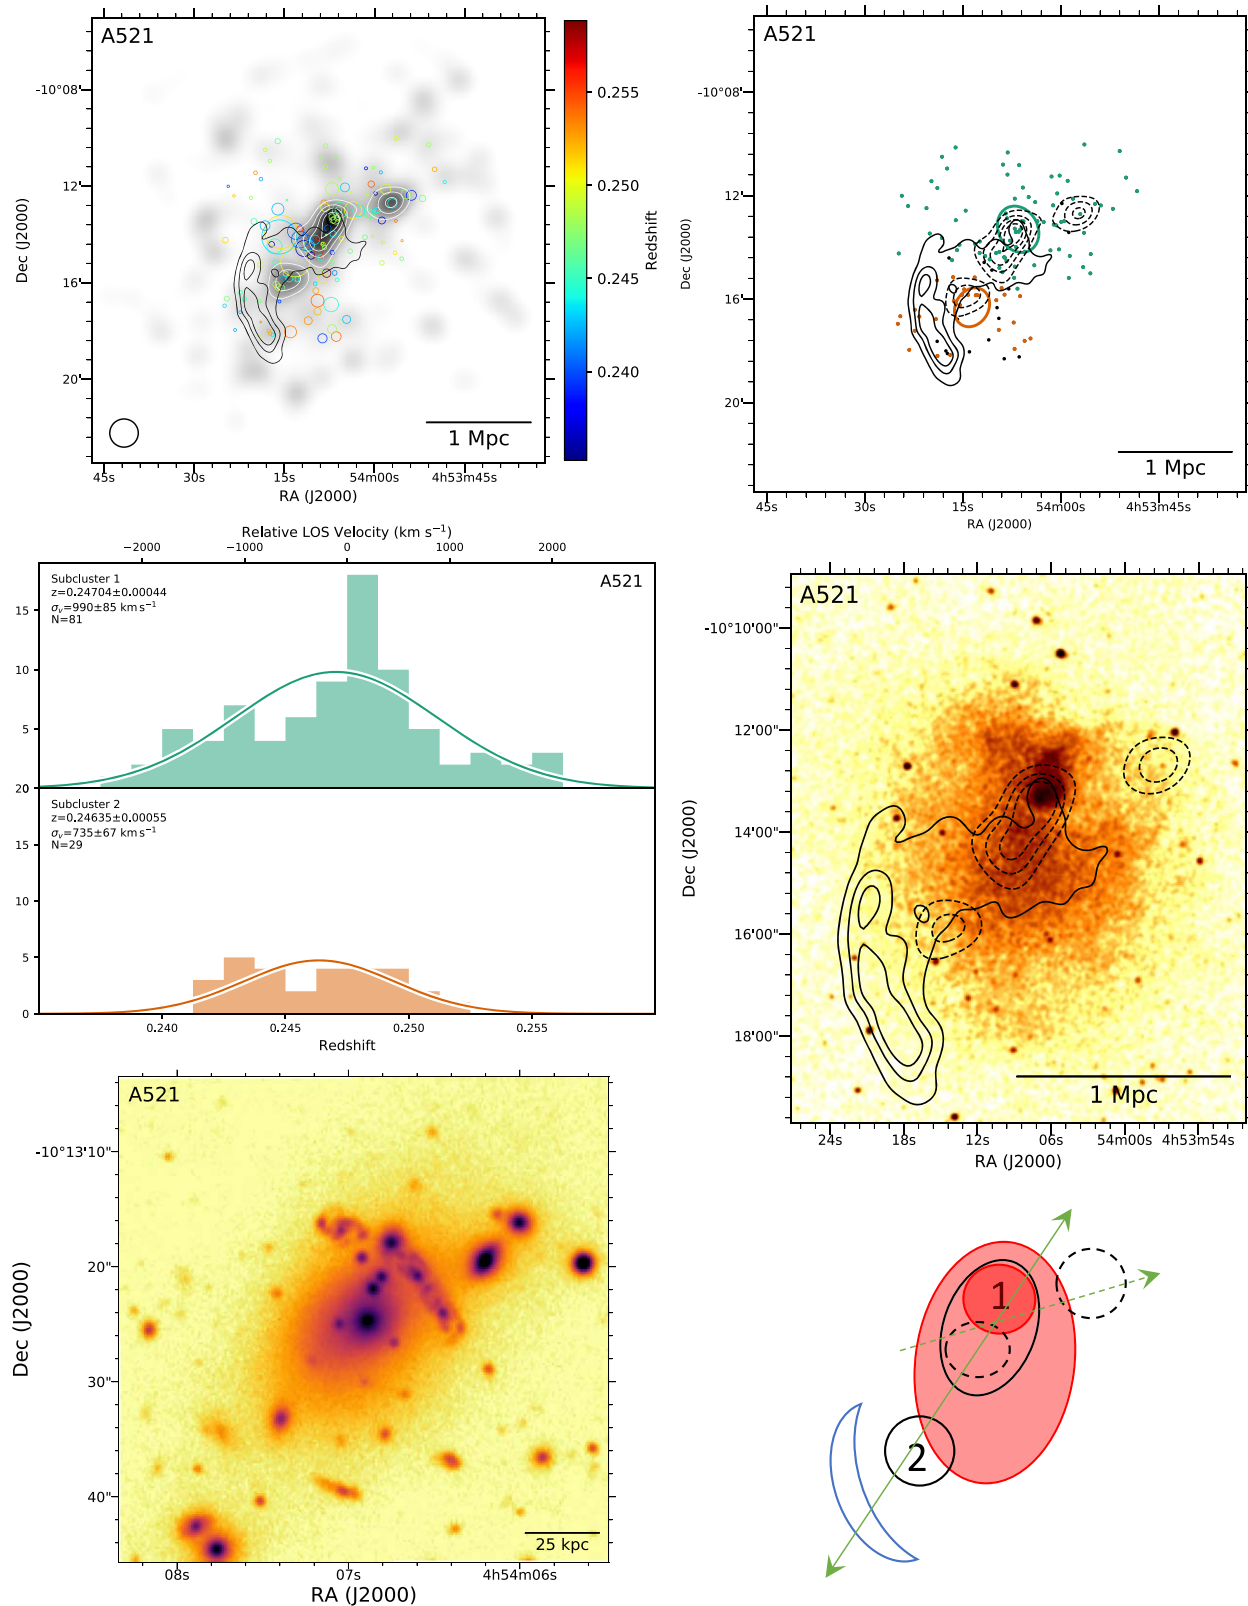 A521
-10°08'
12'
16'
20'
Dec (J2000)
45s 30s 15s 54m00s 4h53m45s
RA (J2000)
1 Mpc
0.255
0.250
0.245
0.240
Redshift
A521
-10°08'
12'
16'
20'
Dec (J2000)
45s 30s 15s 54m00s 4h53m45s
RA (J2000)
1 Mpc
Relative LOS Velocity (km s⁻¹)
−2000 −1000 0 1000 2000
Subcluster 1
z=0.24704±0.00044
σᵥ=990±85 km s⁻¹
N=81
A521
15
10
5
20
Subcluster 2
z=0.24635±0.00055
σᵥ=735±67 km s⁻¹
N=29
15
10
5
0
0.240 0.245 0.250 0.255
Redshift
A521
-10°10'00"
12'00"
14'00"
16'00"
18'00"
Dec (J2000)
1 Mpc
24s 18s 12s 06s 54m00s 4h53m54s
RA (J2000)
A521
-10°13'10"
20"
30"
40"
Dec (J2000)
25 kpc
08s 07s 4h54m06s
RA (J2000)
1
2